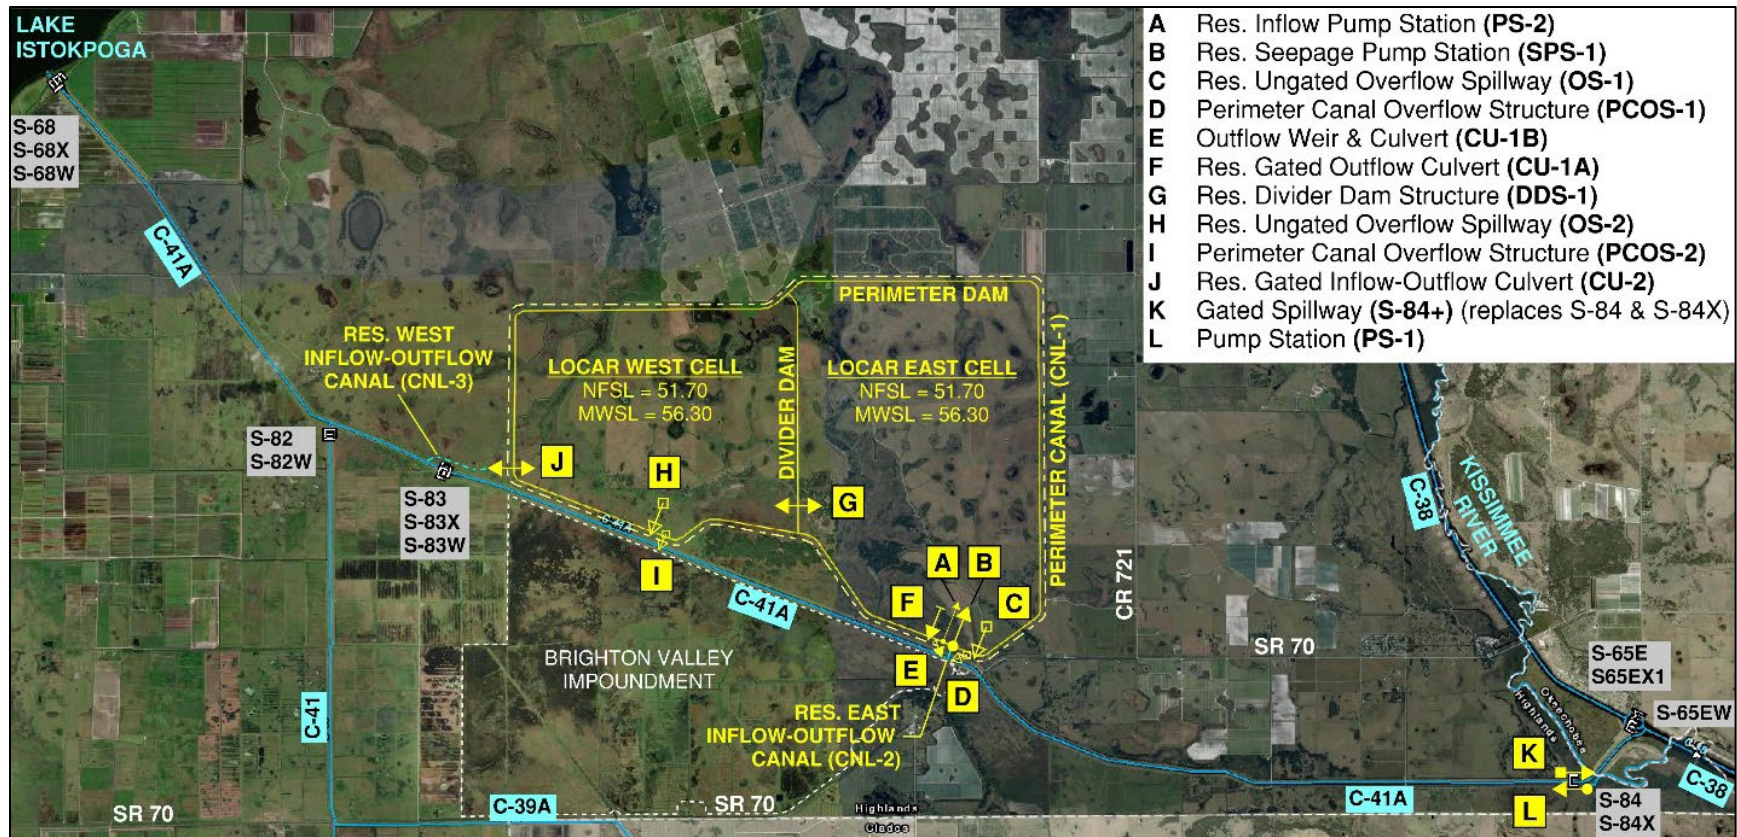 LAKE
ISTOKPOGA
A Res. Inflow Pump Station (PS-2)
B Res. Seepage Pump Station (SPS-1)
C Res. Ungated Overflow Spillway (OS-1)
D Perimeter Canal Overflow Structure (PCOS-1)
E Outflow Weir & Culvert (CU-1B)
F Res. Gated Outflow Culvert (CU-1A)
G Res. Divider Dam Structure (DDS-1)
H Res. Ungated Overflow Spillway (OS-2)
I Perimeter Canal Overflow Structure (PCOS-2)
J Res. Gated Inflow-Outflow Culvert (CU-2)
K Gated Spillway (S-84+) (replaces S-84 & S-84X)
L Pump Station (PS-1)
S-68
S-68X
S-68W
C-41A
PERIMETER DAM
RES. WEST
INFLOW-OUTFLOW
CANAL (CNL-3)
LOCAR WEST CELL
NFSL = 51.70
MWSL = 56.30
DIVIDER DAM
LOCAR EAST CELL
NFSL = 51.70
MWSL = 56.30
PERIMETER CANAL (CNL-1)
S-82
S-82W
J
H
G
S-83
S-83X
S-83W
I
C-41A
A
B
F
C
E
D
CR 721
C-38
KISSIMMEE
RIVER
SR 70
S-65E
S65EX1
S-65EW
Okeechobee
Highlands
BRIGHTON VALLEY
IMPOUNDMENT
RES. EAST
INFLOW-OUTFLOW
CANAL (CNL-2)
C-41
K
L
C-38
C-41A
S-84
S-84X
SR 70
C-39A
SR 70
Highlands
Glades